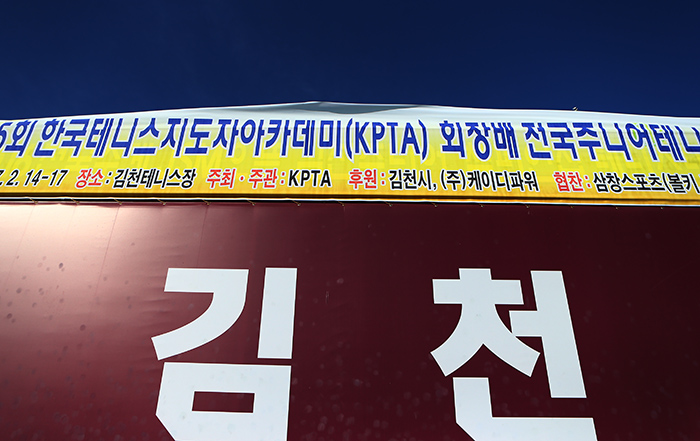 5회 한국테니스지도자아카데미(KPTA) 회장배 전국주니어테니
. 2. 14-17 장소 : 김천테니스장 주최·주관 : KPTA 후원 : 김천시, (주)케이디파워 협찬 : 삼창스포츠(볼키
김천